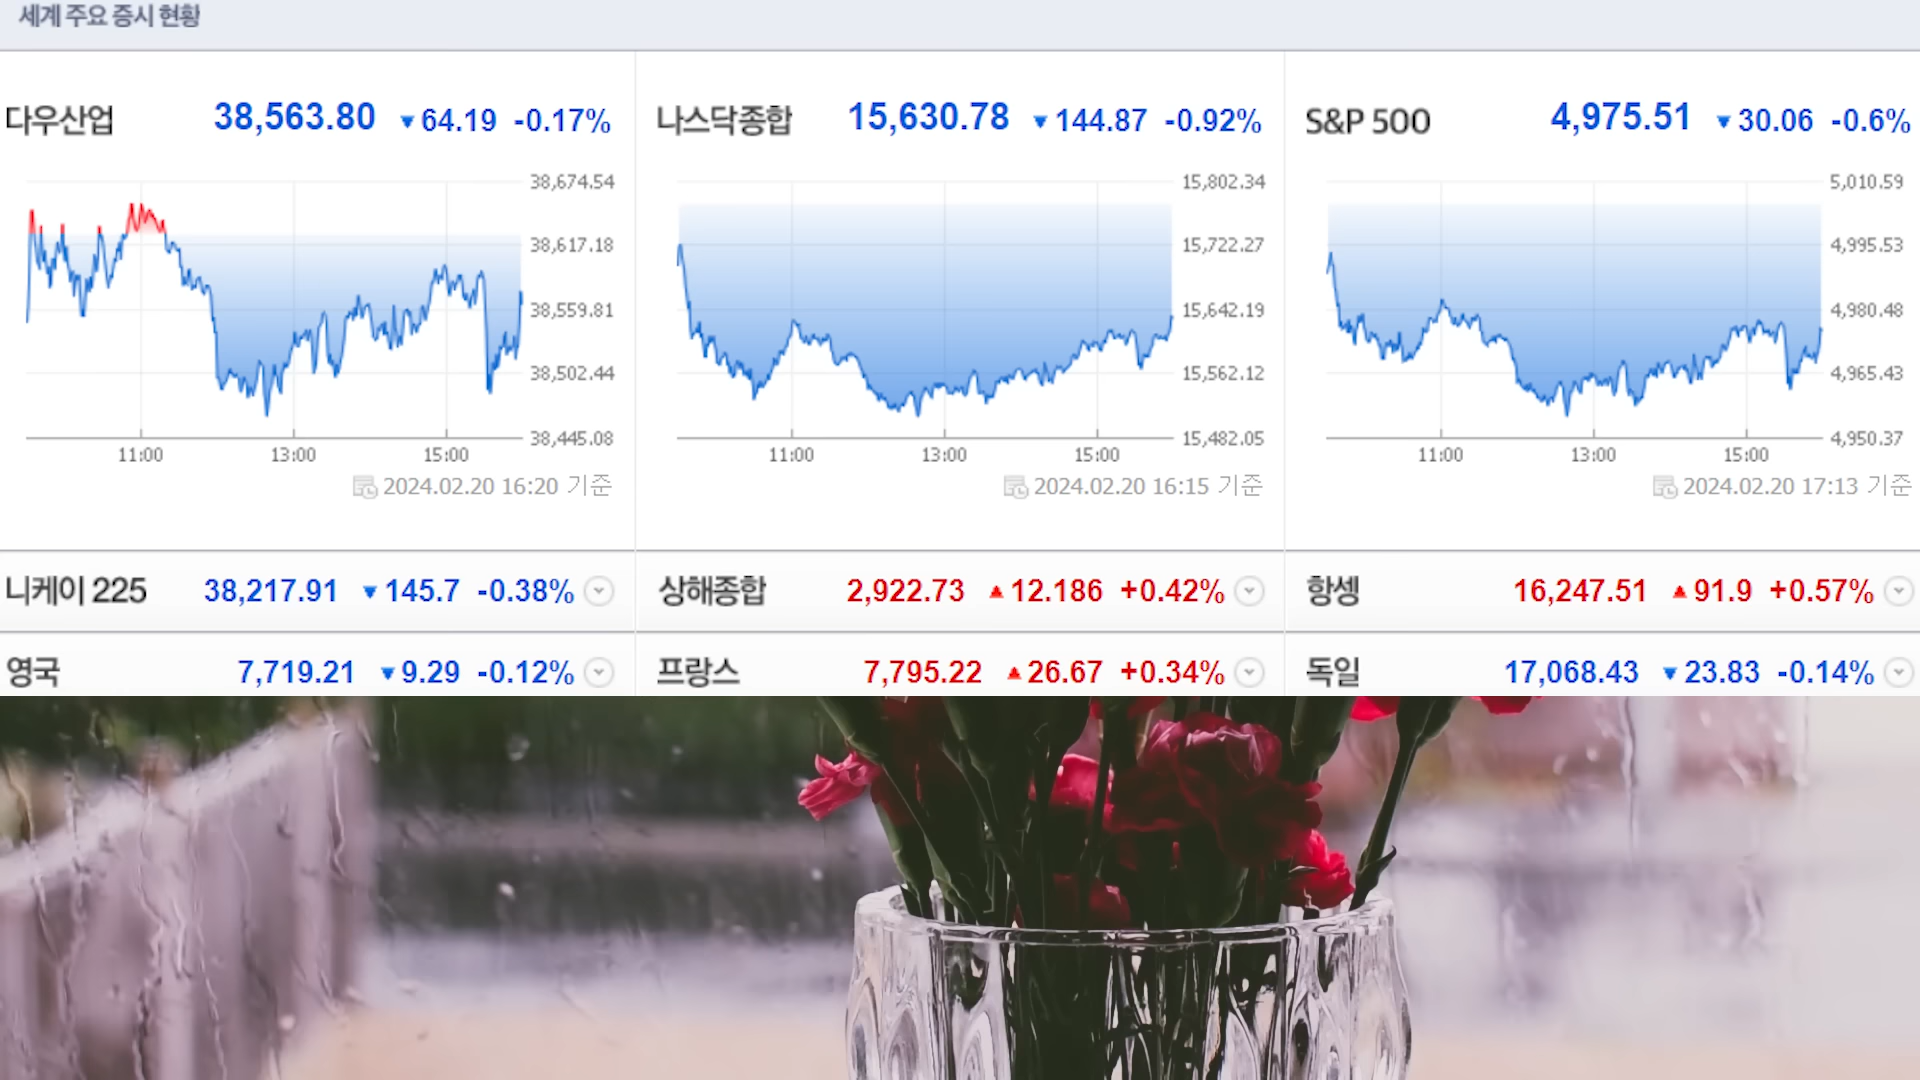 세계 주요 증시 현황
다우산업 38,563.80 ▼64.19 -0.17%
38,674.54
38,617.18
38,559.81
38,502.44
38,445.08
11:00 13:00 15:00
2024.02.20 16:20 기준
나스닥종합 15,630.78 ▼144.87 -0.92%
15,802.34
15,722.27
15,642.19
15,562.12
15,482.05
11:00 13:00 15:00
2024.02.20 16:15 기준
S&P 500 4,975.51 ▼30.06 -0.6%
5,010.59
4,995.53
4,980.48
4,965.43
4,950.37
11:00 13:00 15:00
2024.02.20 17:13 기준
니케이 225 38,217.91 ▼145.7 -0.38%
상해종합 2,922.73 ▲12.186 +0.42%
항셍 16,247.51 ▲91.9 +0.57%
영국 7,719.21 ▼9.29 -0.12%
프랑스 7,795.22 ▲26.67 +0.34%
독일 17,068.43 ▼23.83 -0.14%